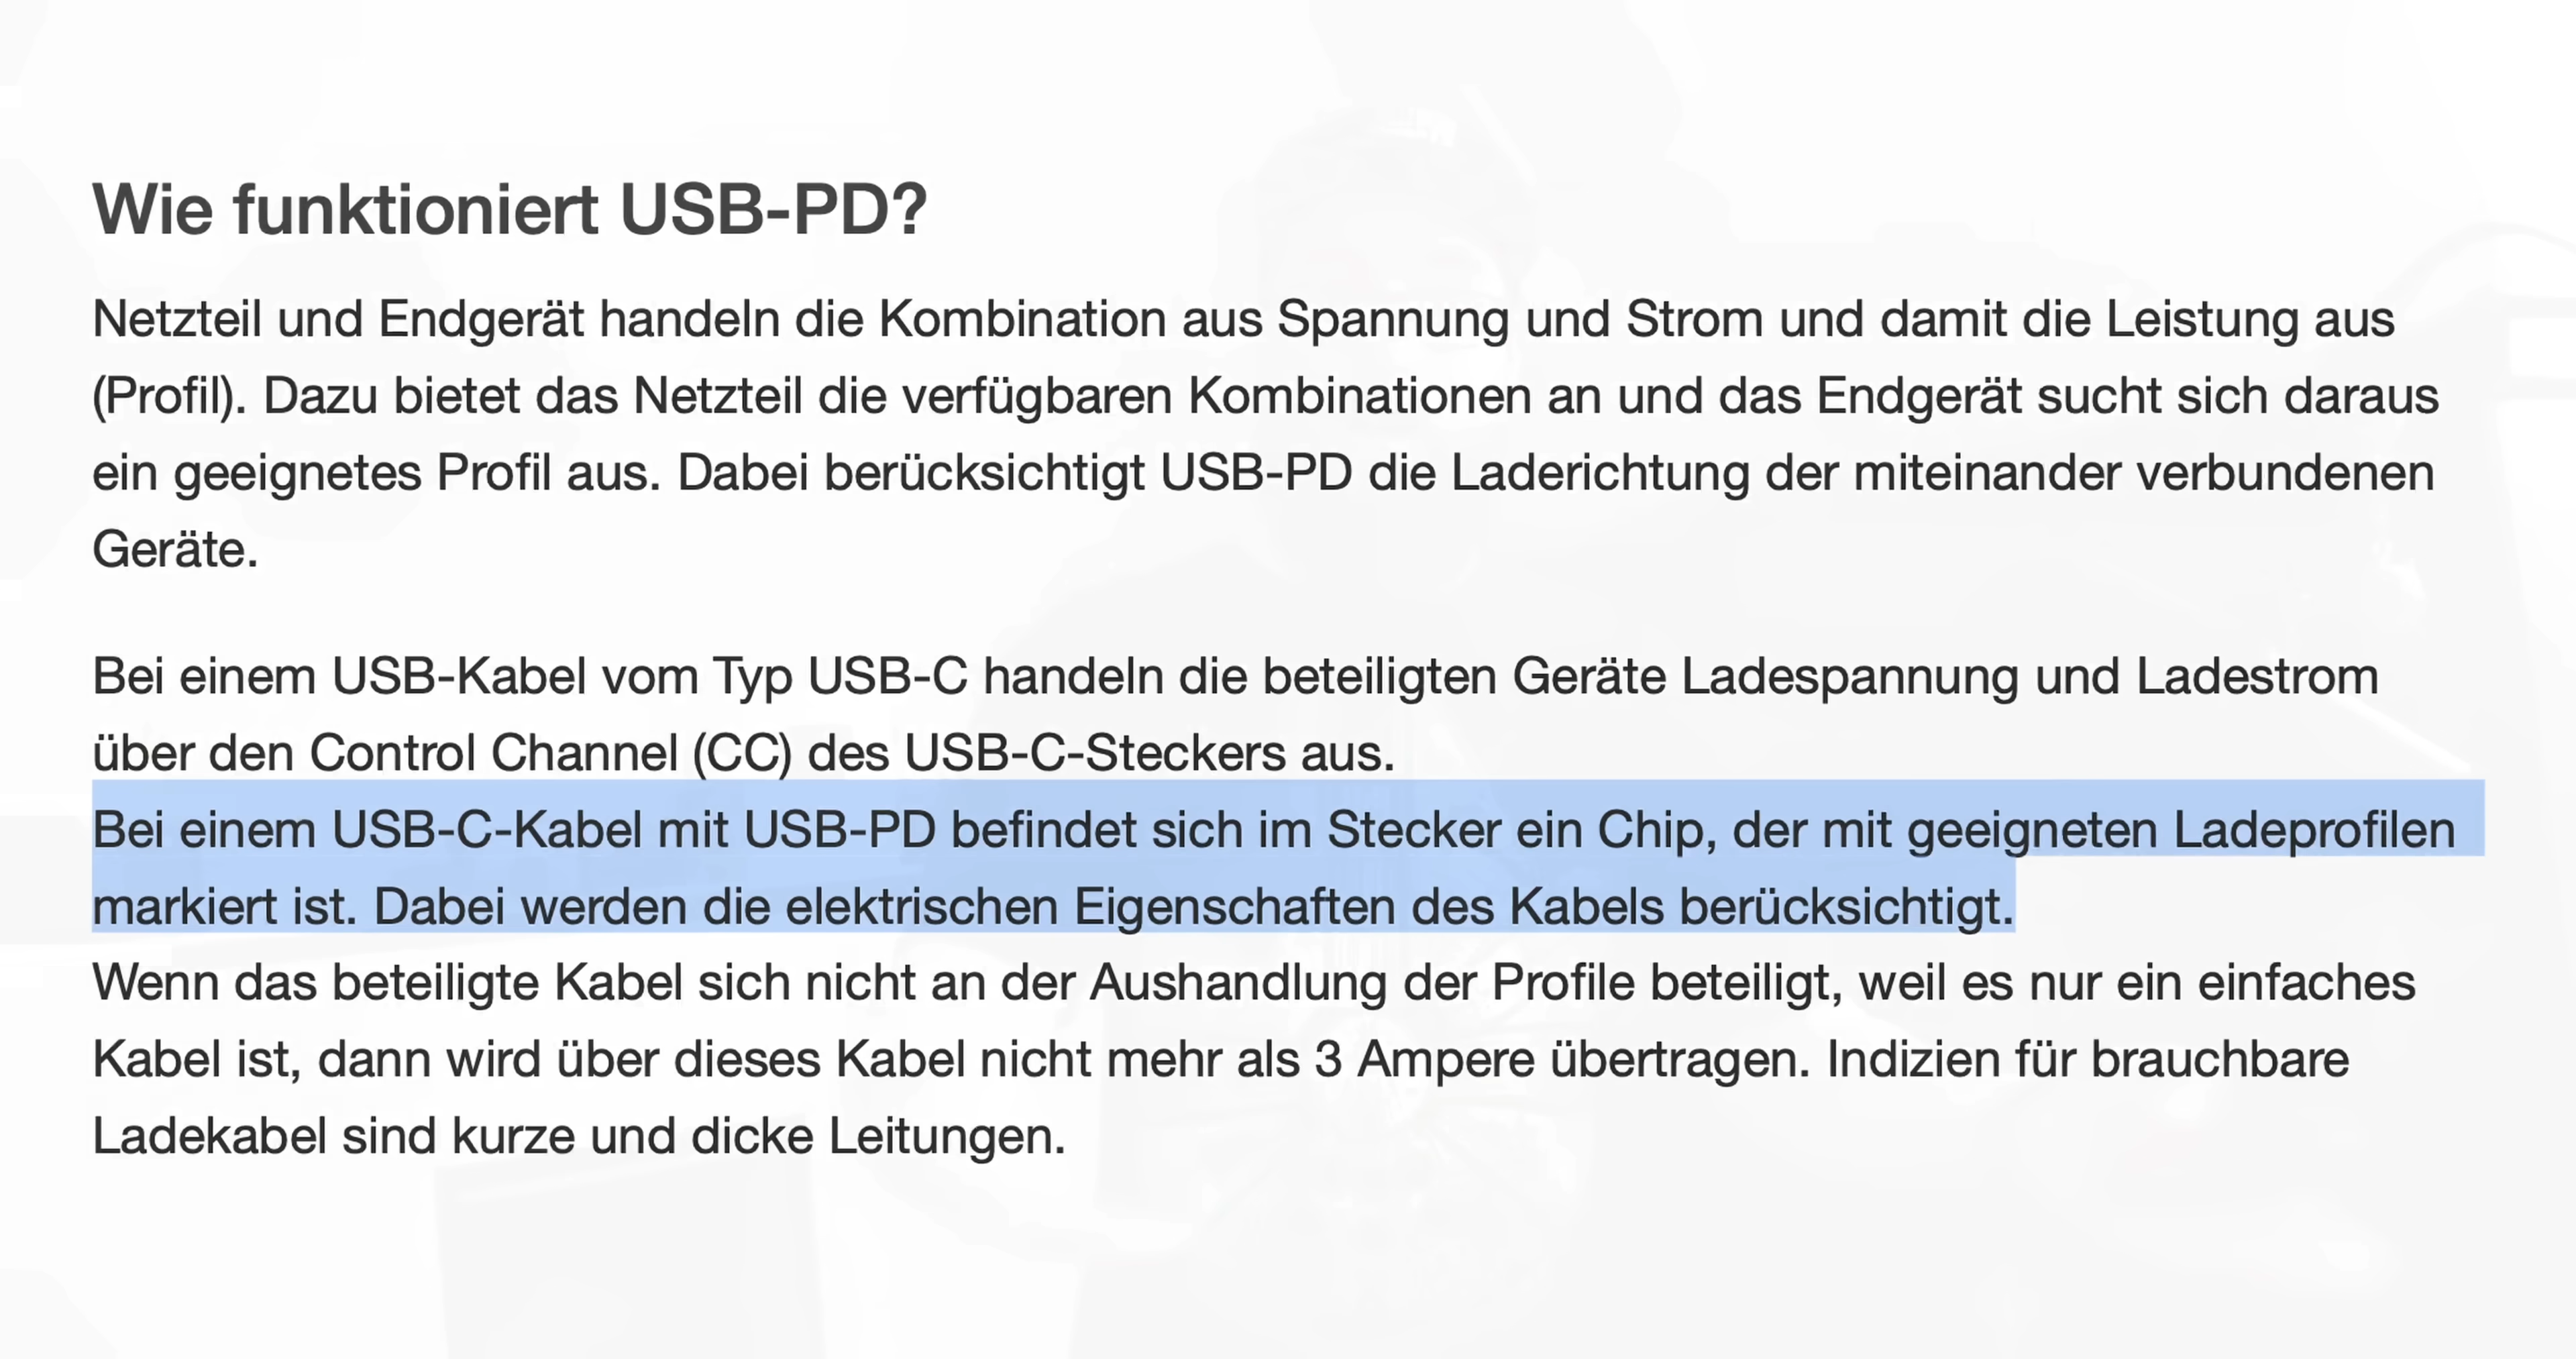 Wie funktioniert USB-PD?
Netzteil und Endgerät handeln die Kombination aus Spannung und Strom und damit die Leistung aus
(Profil). Dazu bietet das Netzteil die verfügbaren Kombinationen an und das Endgerät sucht sich daraus
ein geeignetes Profil aus. Dabei berücksichtigt USB-PD die Laderichtung der miteinander verbundenen
Geräte.
Bei einem USB-Kabel vom Typ USB-C handeln die beteiligten Geräte Ladespannung und Ladestrom
über den Control Channel (CC) des USB-C-Steckers aus.
Bei einem USB-C-Kabel mit USB-PD befindet sich im Stecker ein Chip, der mit geeigneten Ladeprofilen
markiert ist. Dabei werden die elektrischen Eigenschaften des Kabels berücksichtigt.
Wenn das beteiligte Kabel sich nicht an der Aushandlung der Profile beteiligt, weil es nur ein einfaches
Kabel ist, dann wird über dieses Kabel nicht mehr als 3 Ampere übertragen. Indizien für brauchbare
Ladekabel sind kurze und dicke Leitungen.